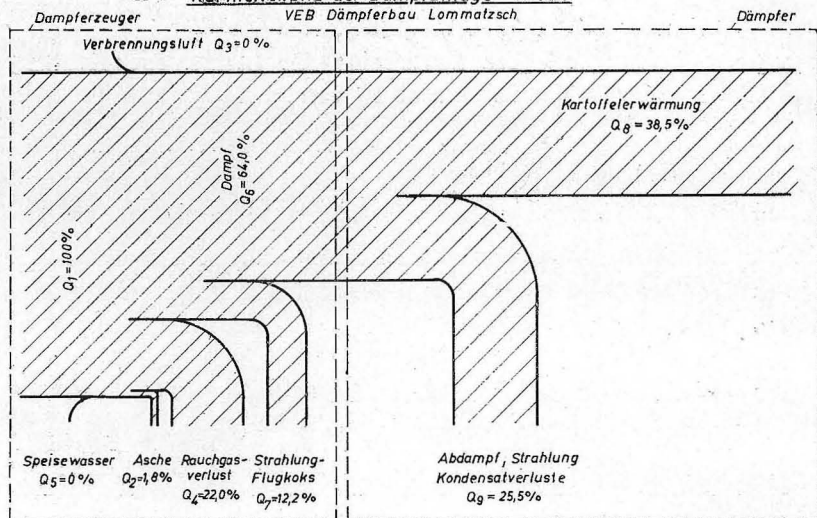 Dampferzeuger
VEB Dämpferbau Lommatzsch
Dämpfer
Verbrennungsluft Q3=0%
Kartoffelerwärmung
Q8=38,5%
Dampf
Q6=64,0%
Q1=100%
Speisewasser
Q5=0%
Asche
Q2=1,8%
Rauchgas-
verlust
Q4=22,0%
Strahlung-
Flugkoks
Q7=12,2%
Abdampf, Strahlung
Kondensatverluste
Q9=25,5%